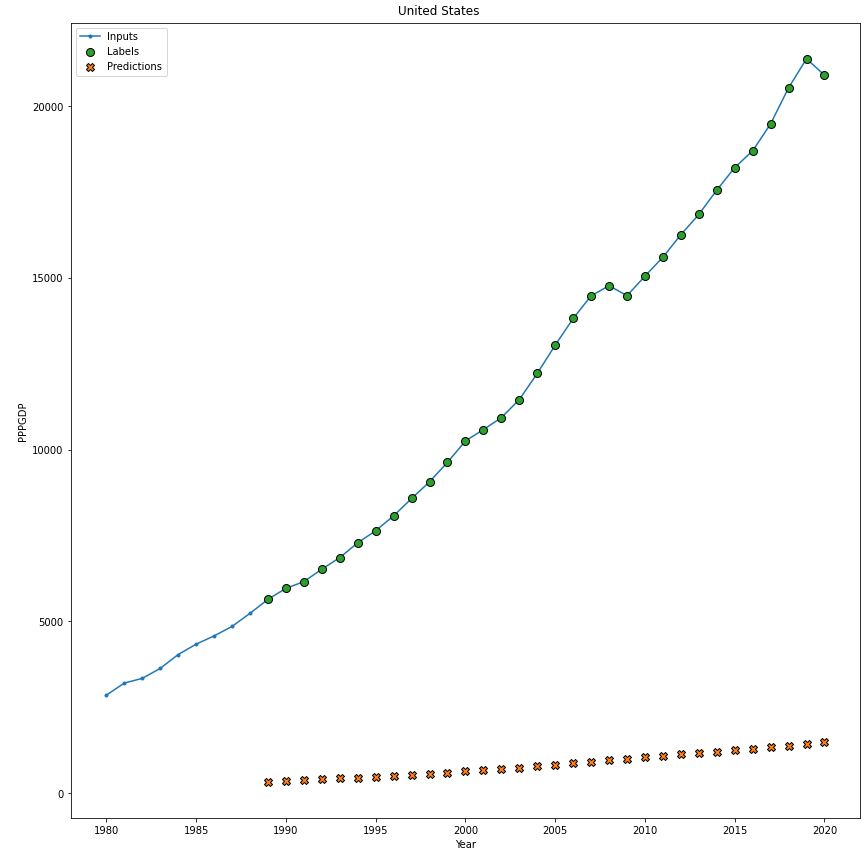 United States
Inputs
Labels
Predictions
20000
15000
10000
5000
0
PPPGDP
1980 1985 1990 1995 2000 2005 2010 2015 2020
Year